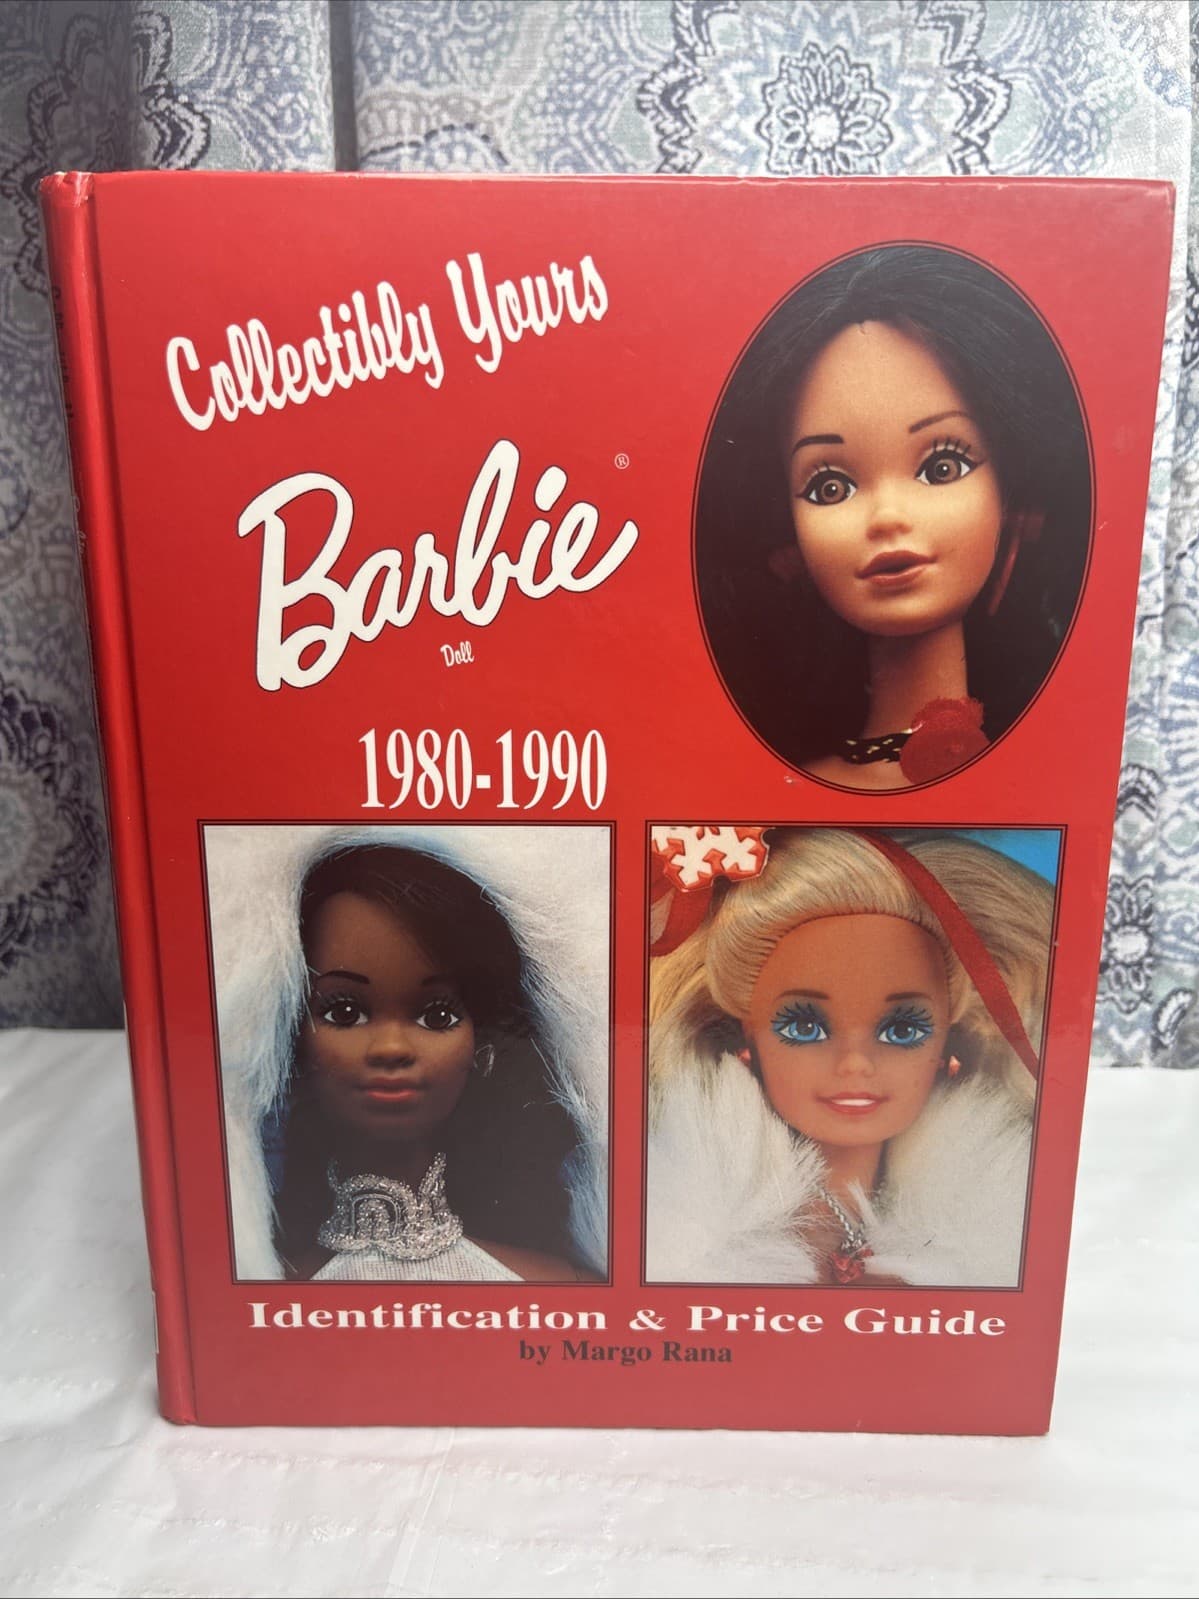 Collectibly Yours
Barbie®
Doll
1980-1990
Identification & Price Guide
by Margo Rana